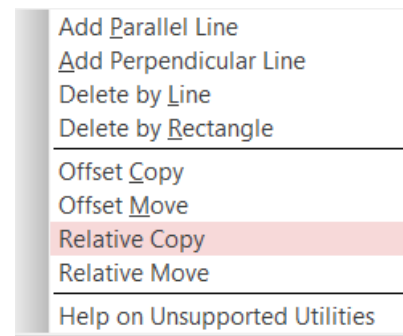 Add Parallel Line
Add Perpendicular Line
Delete by Line
Delete by Rectangle
Offset Copy
Offset Move
Relative Copy
Relative Move
Help on Unsupported Utilities